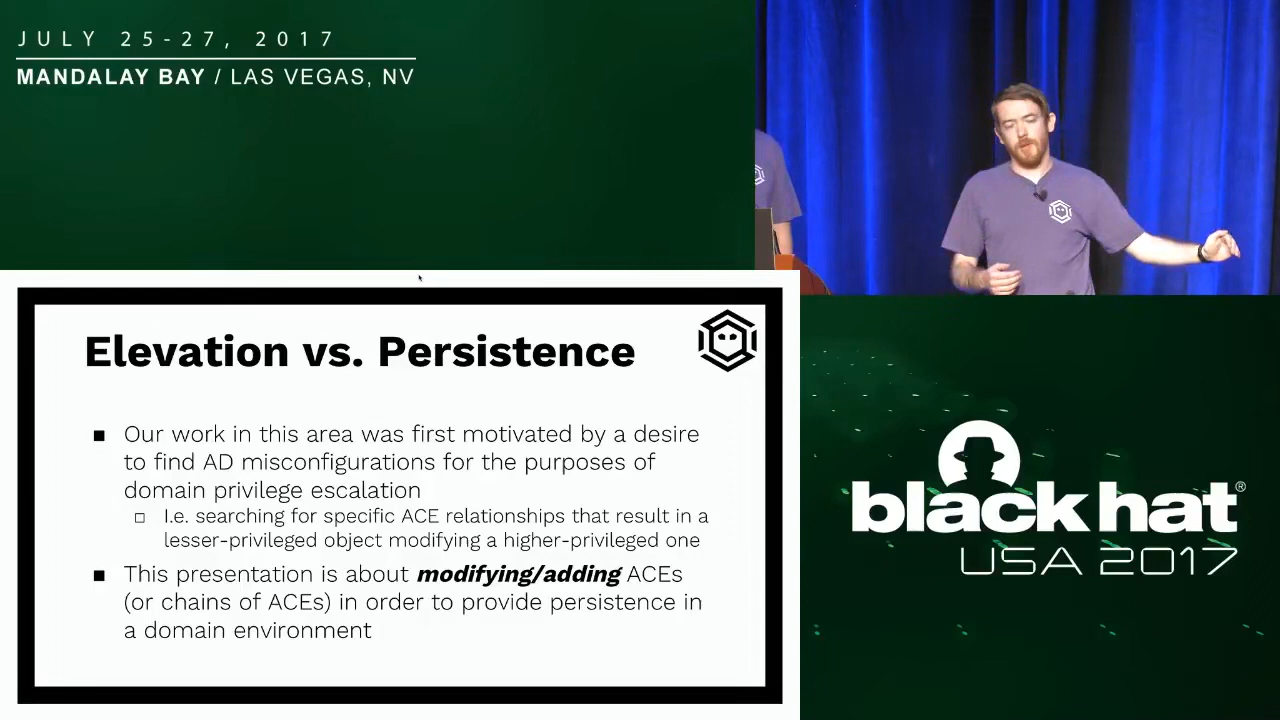 JULY 25-27, 2017
MANDALAY BAY / LAS VEGAS, NV
Elevation vs. Persistence
■ Our work in this area was first motivated by a desire
to find AD misconfigurations for the purposes of
domain privilege escalation
□ I.e. searching for specific ACE relationships that result in a
lesser-privileged object modifying a higher-privileged one
■ This presentation is about modifying/adding ACEs
(or chains of ACEs) in order to provide persistence in
a domain environment
black hat®
USA 2017